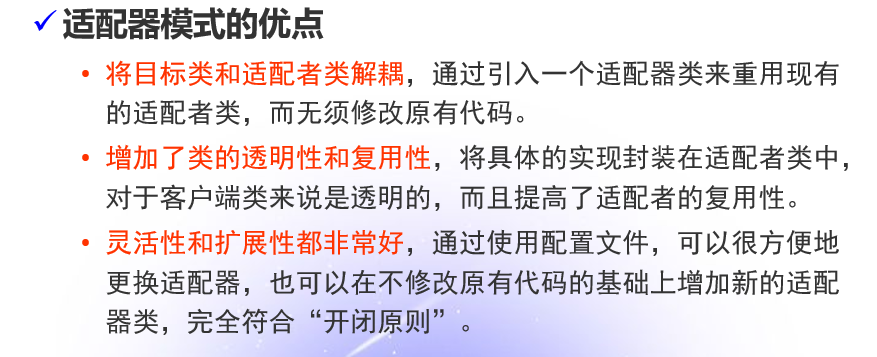 ✓ 适配器模式的优点
• 将目标类和适配者类解耦，通过引入一个适配器类来重用现有
的适配者类，而无须修改原有代码。
• 增加了类的透明性和复用性，将具体的实现封装在适配者类中，
对于客户端类来说是透明的，而且提高了适配者的复用性。
• 灵活性和扩展性都非常好，通过使用配置文件，可以很方便地
更换适配器，也可以在不修改原有代码的基础上增加新的适配
器类，完全符合“开闭原则”。